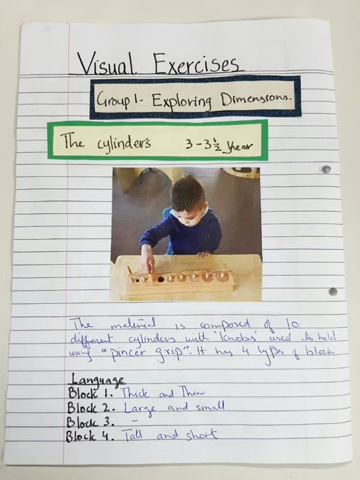 Visual Exercises
Group 1- Exploring Dimensions.
The cylinders 3-3½ year
The material is composed of 10
different cylinders with 'knobs' used to hold
using "pincer grip". It has 4 typs of block
Language
Block 1. Thick and Thin
Block 2. Large and small
Block 3. -
Block 4. Tall and short